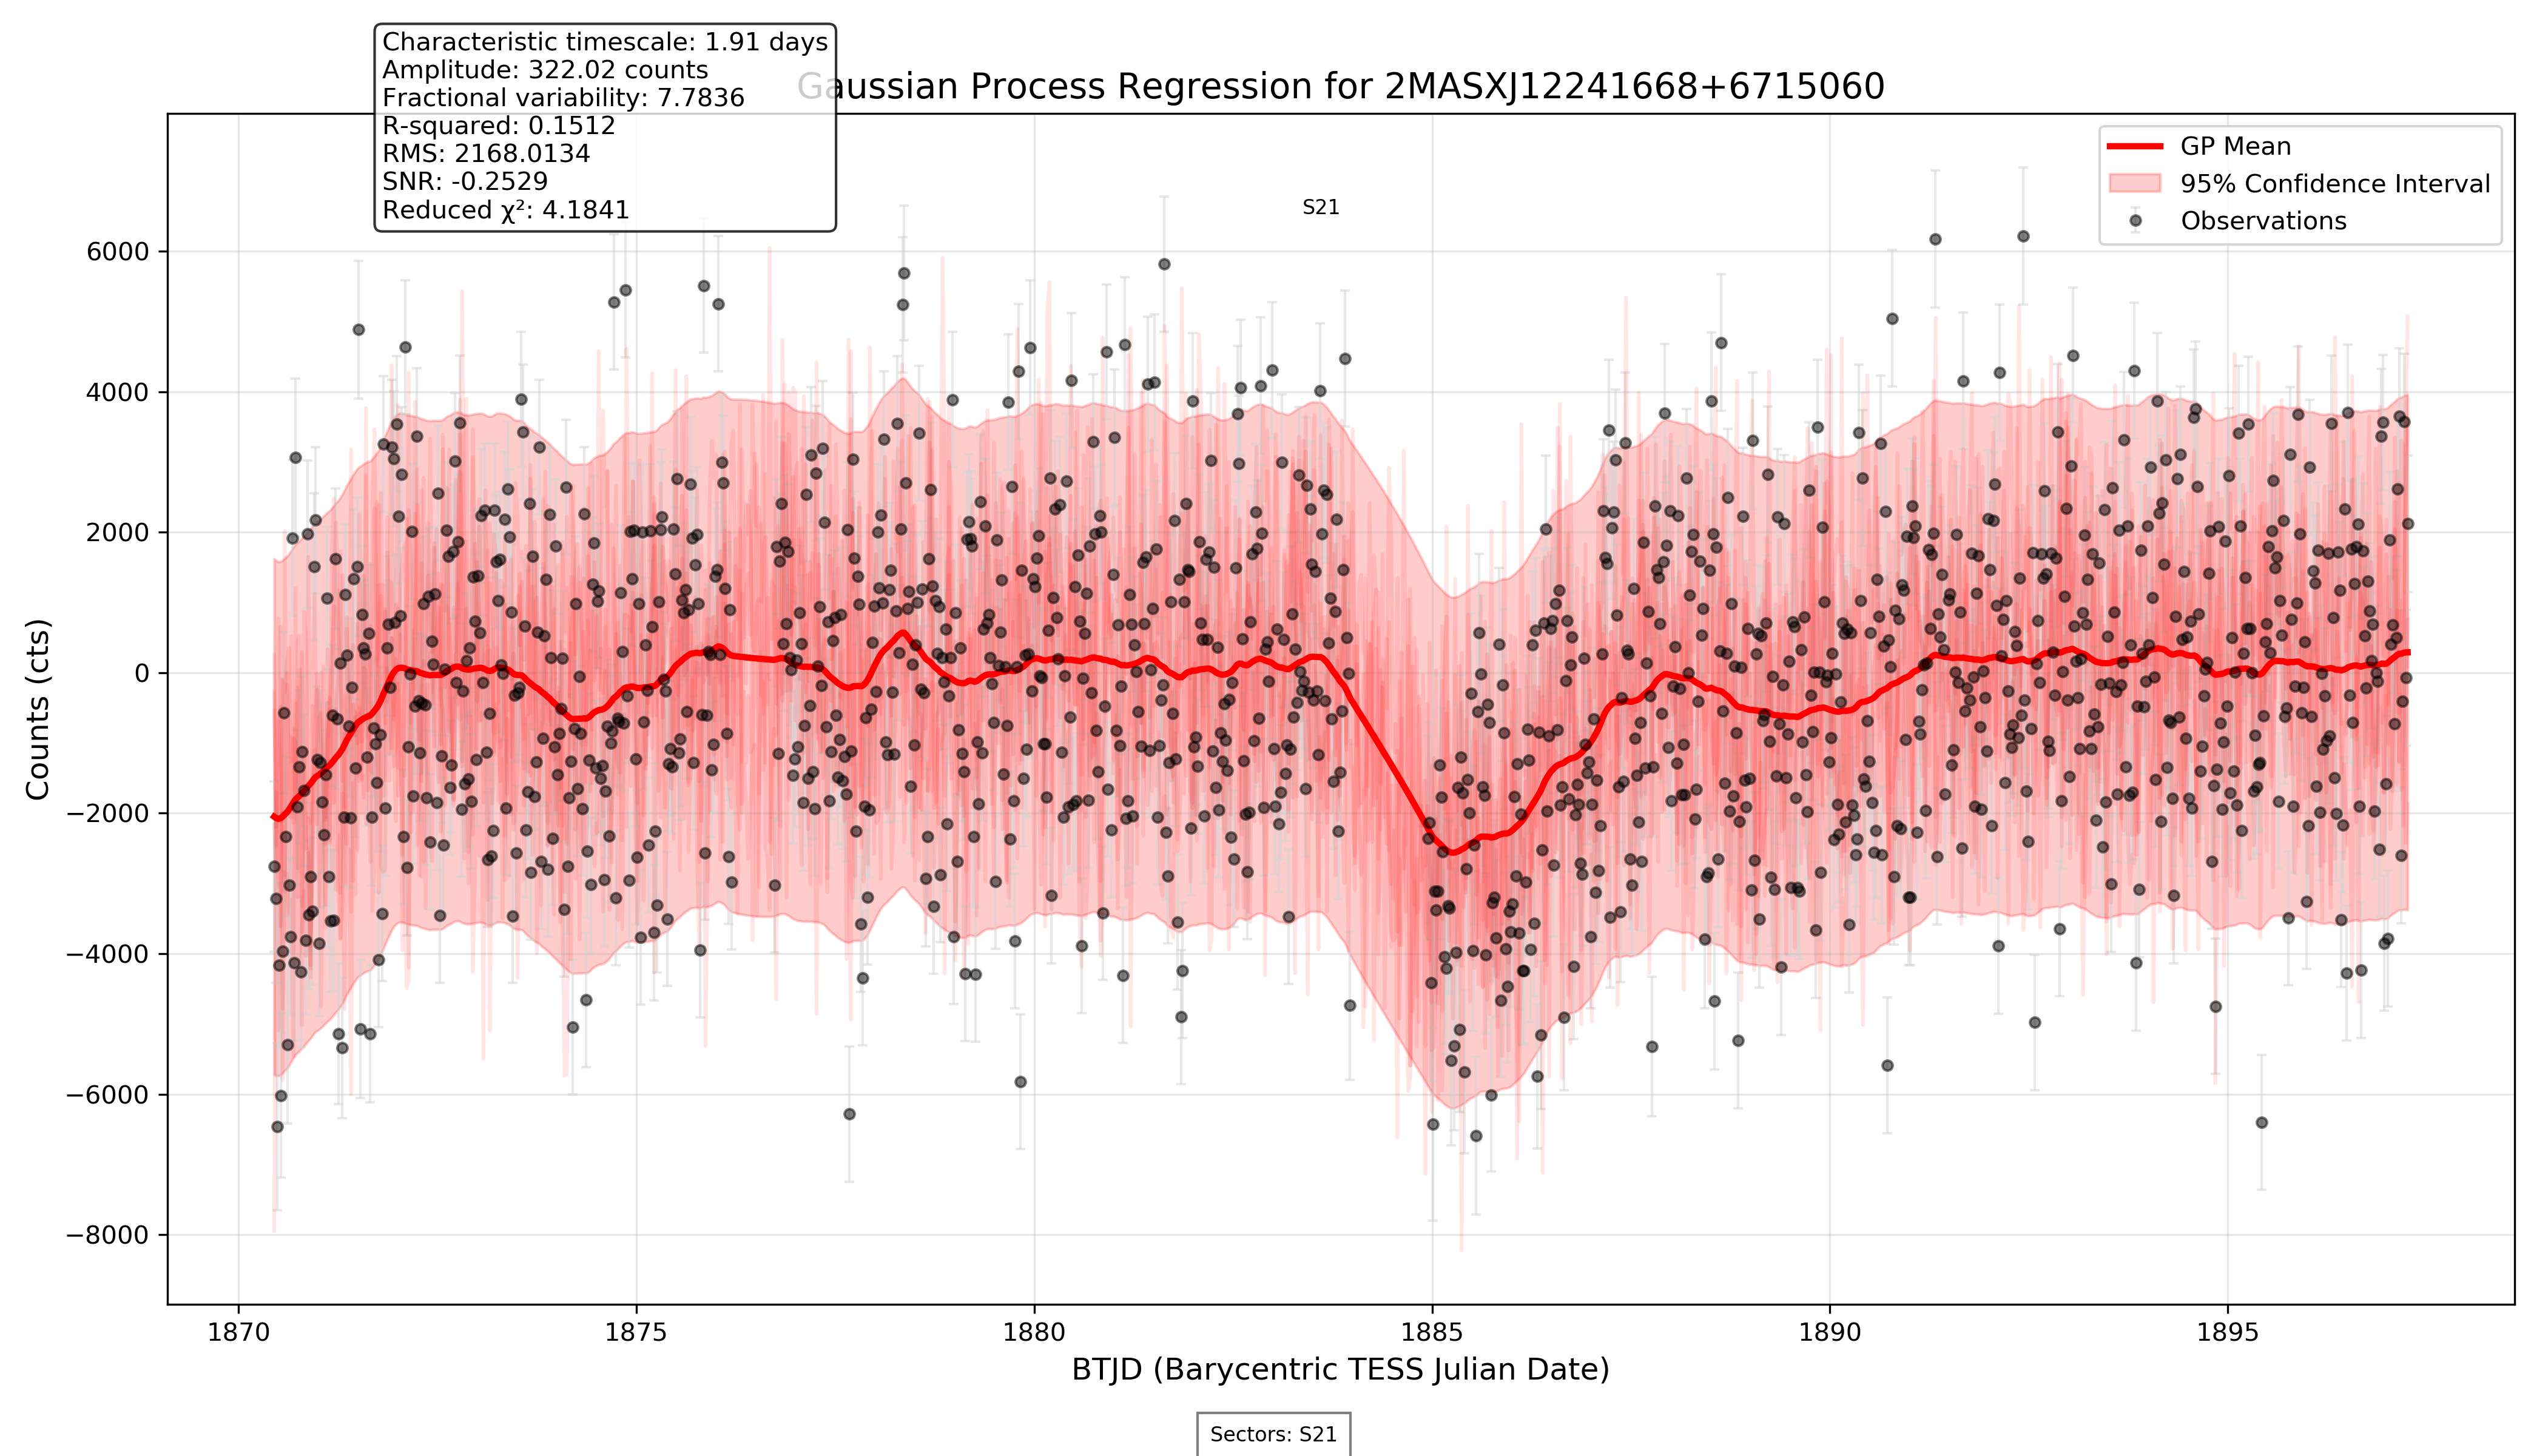 Characteristic timescale: 1.91 days
Amplitude: 322.02 counts
Fractional variability: 7.7836
R-squared: 0.1512
RMS: 2168.0134
SNR: -0.2529
Reduced χ²: 4.1841
Gaussian Process Regression for 2MASXJ12241668+6715060
GP Mean
95% Confidence Interval
Observations
S21
Counts (cts)
6000
4000
2000
0
−2000
−4000
−6000
−8000
1870 1875 1880 1885 1890 1895
BTJD (Barycentric TESS Julian Date)
Sectors: S21